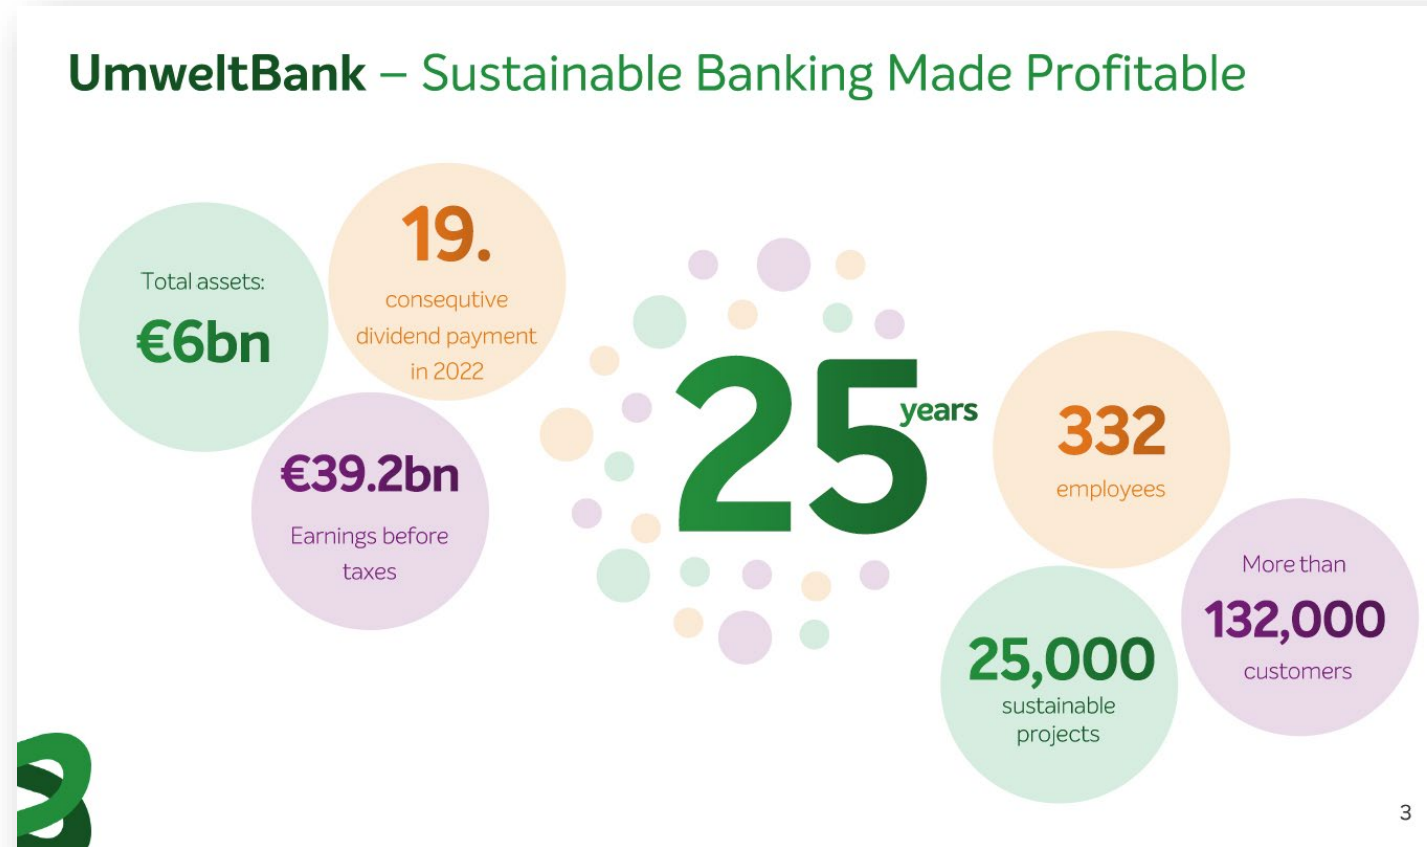 UmweltBank – Sustainable Banking Made Profitable
Total assets:
€6bn
19.
consequtive
dividend payment
in 2022
€39.2bn
Earnings before
taxes
25
years
332
employees
25,000
sustainable
projects
More than
132,000
customers
3